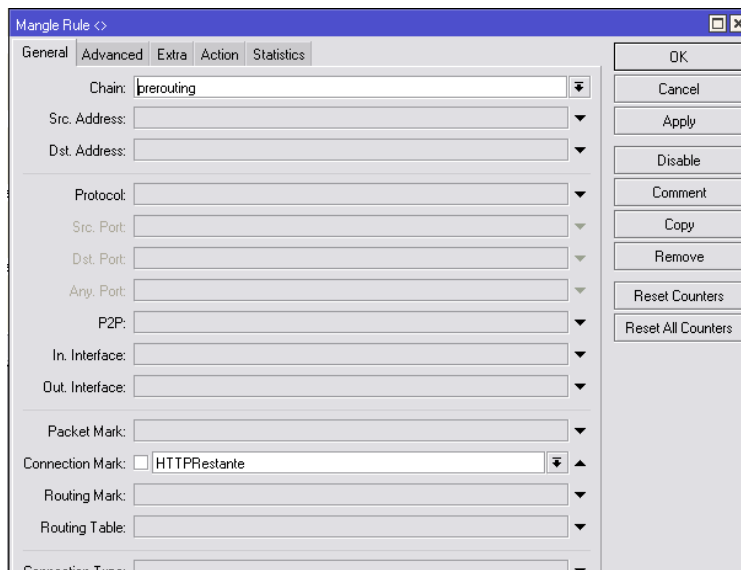 Mangle Rule <>
General Advanced Extra Action Statistics
OK
Chain: prerouting
Cancel
Src. Address:
Apply
Dst. Address:
Disable
Protocol:
Comment
Src. Port:
Copy
Dst. Port:
Remove
Any. Port:
Reset Counters
P2P:
Reset All Counters
In. Interface:
Out. Interface:
Packet Mark:
Connection Mark: HTTPRestante
Routing Mark:
Routing Table:
Connection Type: